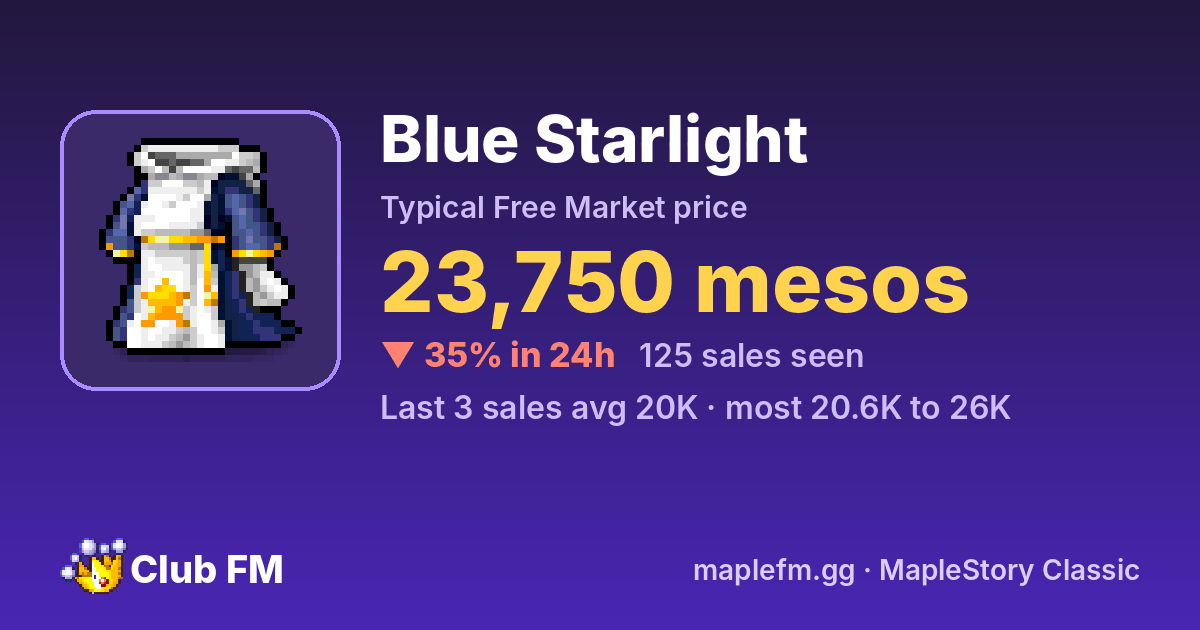 Blue Starlight
Typical Free Market price
23,750 mesos
▼ 35% in 24h 125 sales seen
Last 3 sales avg 20K · most 20.6K to 26K
Club FM
maplefm.gg · MapleStory Classic